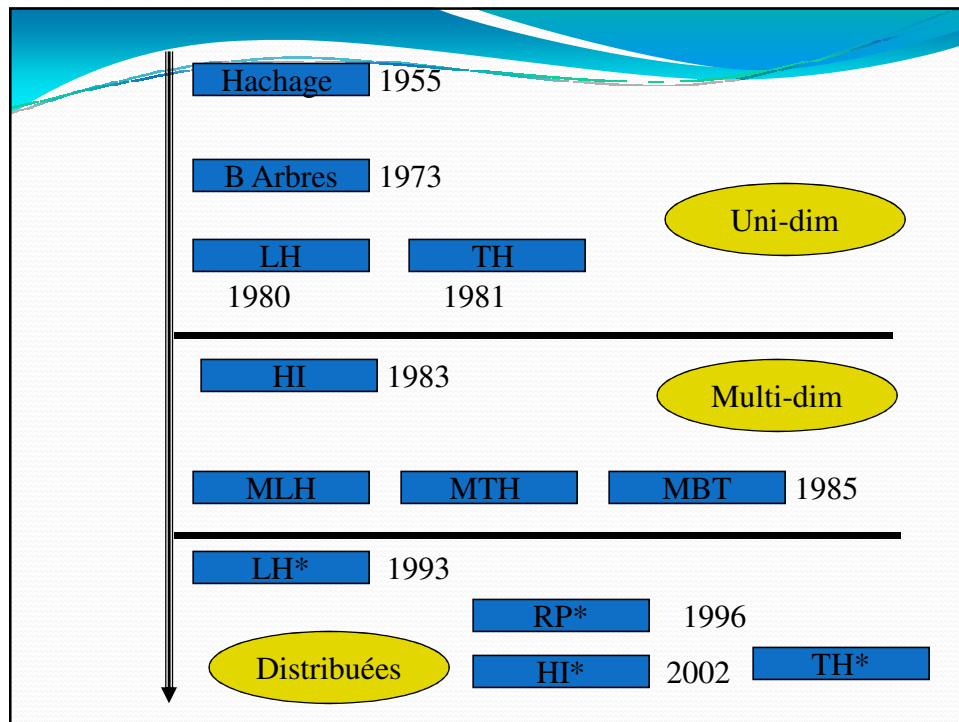 Hachage 1955
B Arbres 1973
Uni-dim
LH TH
1980 1981
HI 1983
Multi-dim
MLH MTH MBT 1985
LH* 1993
RP* 1996
Distribuées HI* 2002 TH*